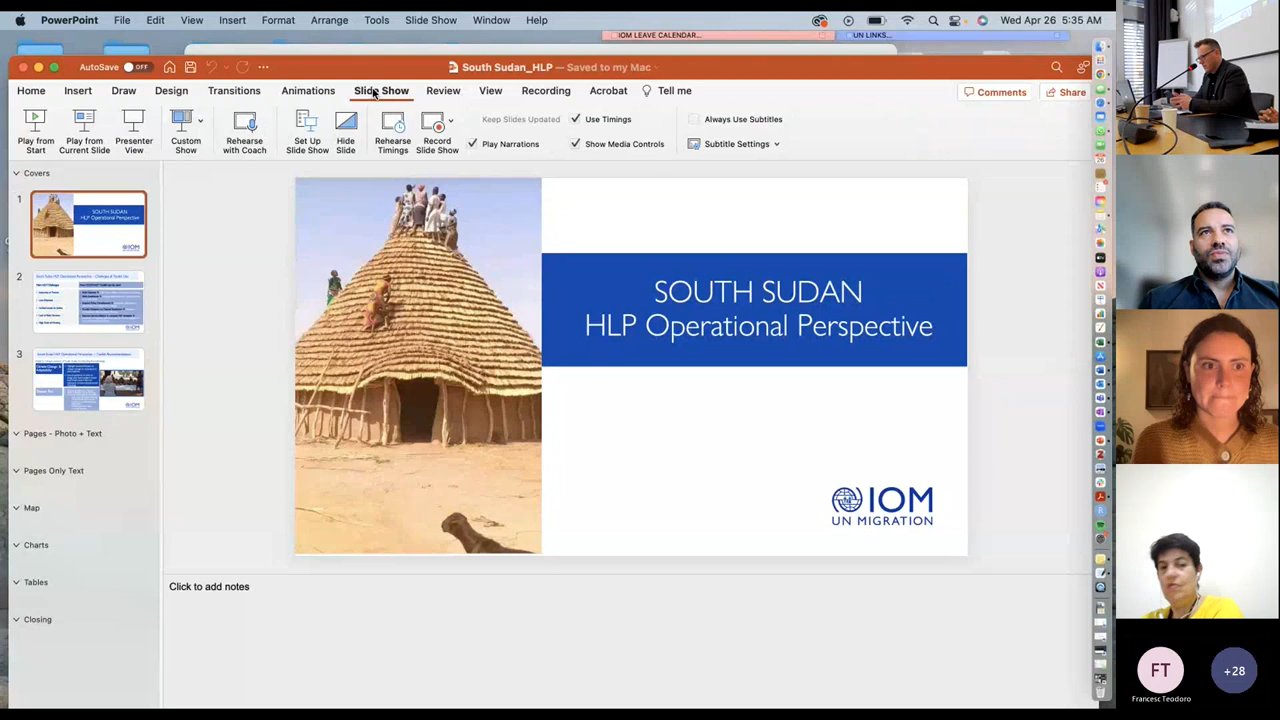 PowerPoint File Edit View Insert Format Arrange Tools Slide Show Window Help Wed Apr 26 5:35 AM
IOM LEAVE CALENDAR... UN LINKS...
AutoSave OFF South Sudan_HLP — Saved to my Mac
Home Insert Draw Design Transitions Animations Slide Show Review View Recording Acrobat Tell me Comments Share
Play from Start
Play from Current Slide
Presenter View
Custom Show
Rehearse with Coach
Set Up Slide Show
Hide Slide
Rehearse Timings
Record Slide Show
Keep Slides Updated
Use Timings
Always Use Subtitles
Play Narrations
Show Media Controls
Subtitle Settings
Covers
1
SOUTH SUDAN
HLP Operational Perspective
IOM
2
3
Pages - Photo + Text
Pages Only Text
Map
Charts
Tables
Closing
SOUTH SUDAN
HLP Operational Perspective
IOM
UN MIGRATION
Click to add notes
FT
+28
Francesc Teodoro